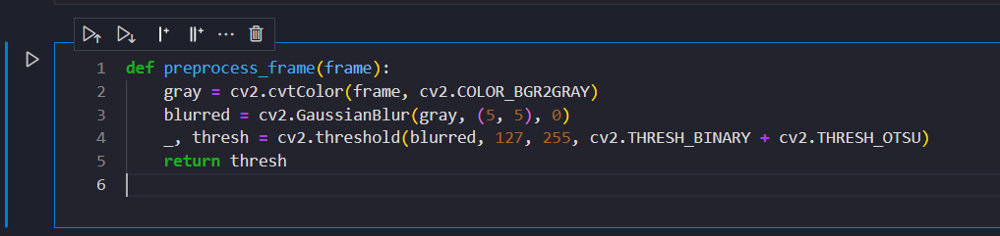 1 def preprocess_frame(frame):
2     gray = cv2.cvtColor(frame, cv2.COLOR_BGR2GRAY)
3     blurred = cv2.GaussianBlur(gray, (5, 5), 0)
4     _, thresh = cv2.threshold(blurred, 127, 255, cv2.THRESH_BINARY + cv2.THRESH_OTSU)
5     return thresh
6